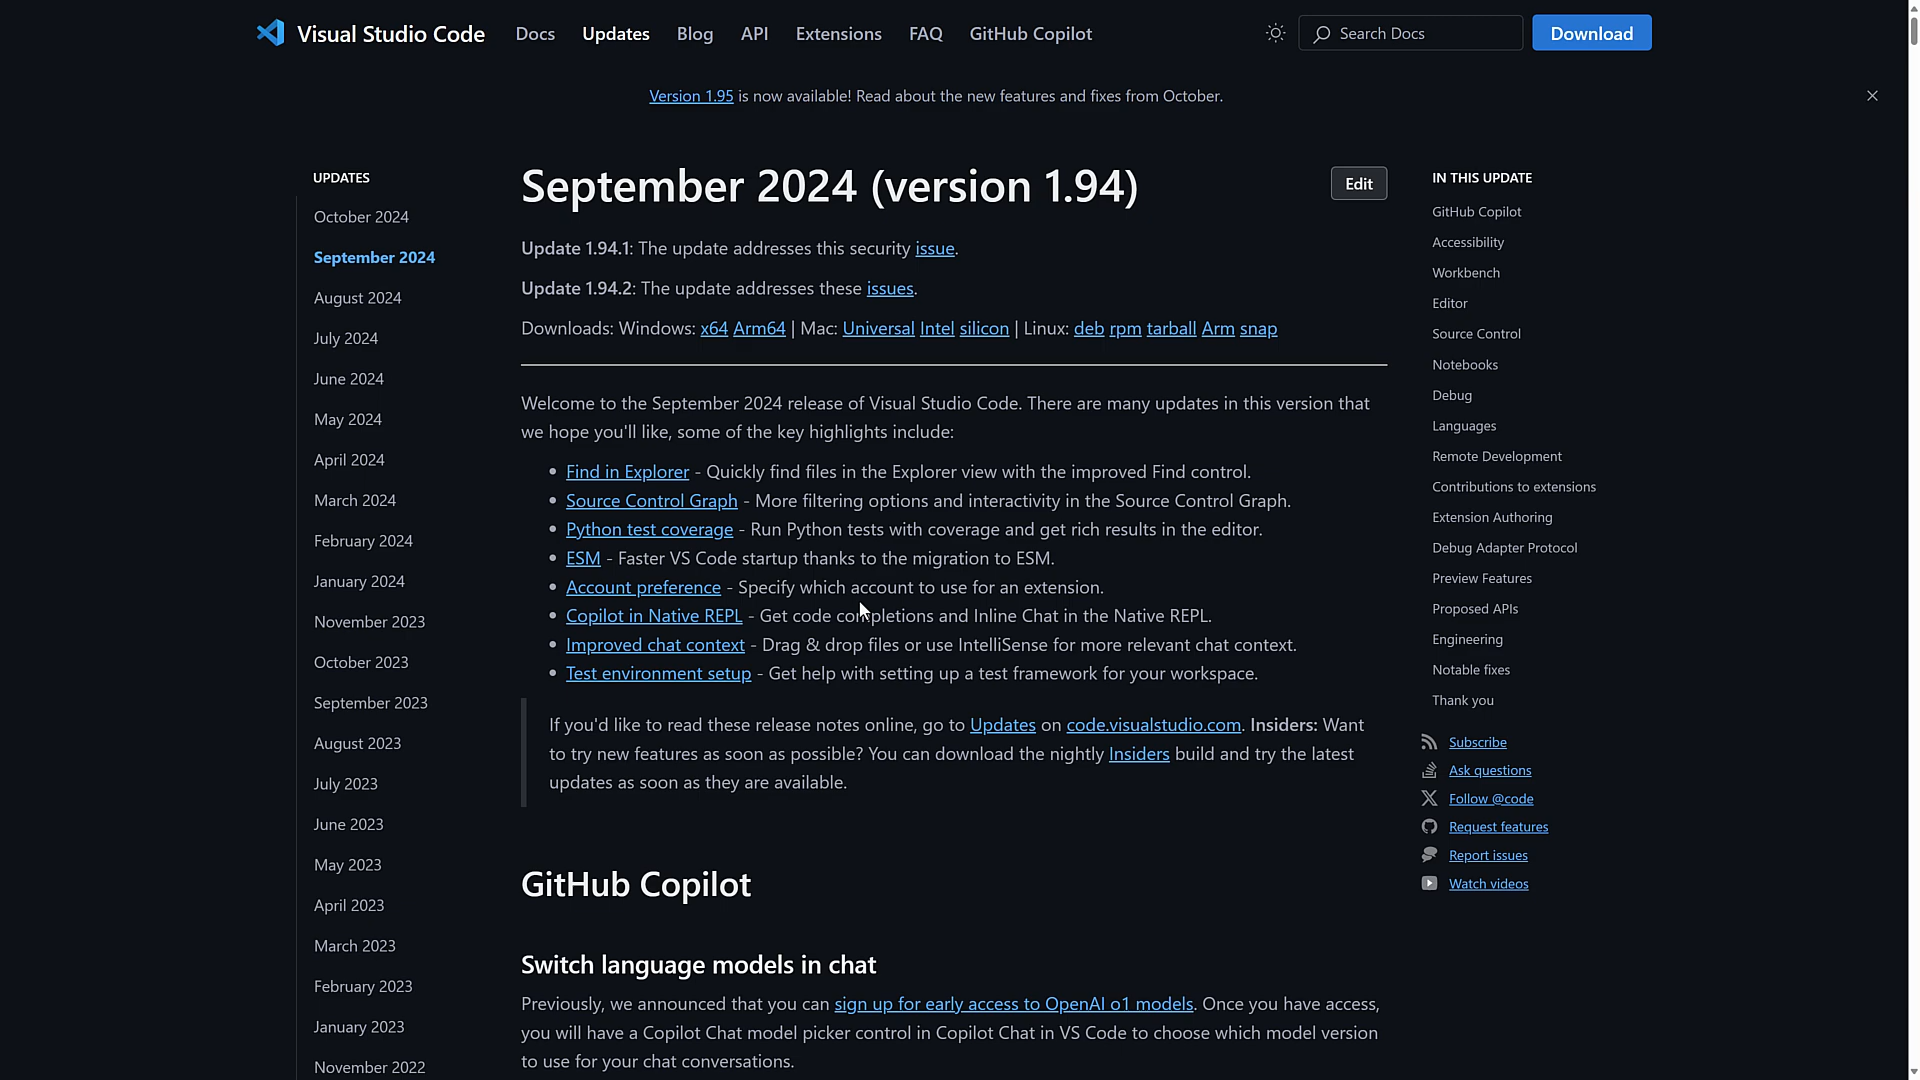 Visual Studio Code
Docs
Updates
Blog
API
Extensions
FAQ
GitHub Copilot
Search Docs
Download
Version 1.95 is now available! Read about the new features and fixes from October.
UPDATES
October 2024
September 2024
August 2024
July 2024
June 2024
May 2024
April 2024
March 2024
February 2024
January 2024
November 2023
October 2023
September 2023
August 2023
July 2023
June 2023
May 2023
April 2023
March 2023
February 2023
January 2023
November 2022
September 2024 (version 1.94)
Edit
Update 1.94.1: The update addresses this security issue.
Update 1.94.2: The update addresses these issues.
Downloads: Windows: x64 Arm64 | Mac: Universal Intel silicon | Linux: deb rpm tarball Arm snap
Welcome to the September 2024 release of Visual Studio Code. There are many updates in this version that
we hope you'll like, some of the key highlights include:
• Find in Explorer - Quickly find files in the Explorer view with the improved Find control.
• Source Control Graph - More filtering options and interactivity in the Source Control Graph.
• Python test coverage - Run Python tests with coverage and get rich results in the editor.
• ESM - Faster VS Code startup thanks to the migration to ESM.
• Account preference - Specify which account to use for an extension.
• Copilot in Native REPL - Get code completions and Inline Chat in the Native REPL.
• Improved chat context - Drag & drop files or use IntelliSense for more relevant chat context.
• Test environment setup - Get help with setting up a test framework for your workspace.
If you'd like to read these release notes online, go to Updates on code.visualstudio.com. Insiders: Want
to try new features as soon as possible? You can download the nightly Insiders build and try the latest
updates as soon as they are available.
GitHub Copilot
Switch language models in chat
Previously, we announced that you can sign up for early access to OpenAI o1 models. Once you have access,
you will have a Copilot Chat model picker control in Copilot Chat in VS Code to choose which model version
to use for your chat conversations.
IN THIS UPDATE
GitHub Copilot
Accessibility
Workbench
Editor
Source Control
Notebooks
Debug
Languages
Remote Development
Contributions to extensions
Extension Authoring
Debug Adapter Protocol
Preview Features
Proposed APIs
Engineering
Notable fixes
Thank you
Subscribe
Ask questions
Follow @code
Request features
Report issues
Watch videos